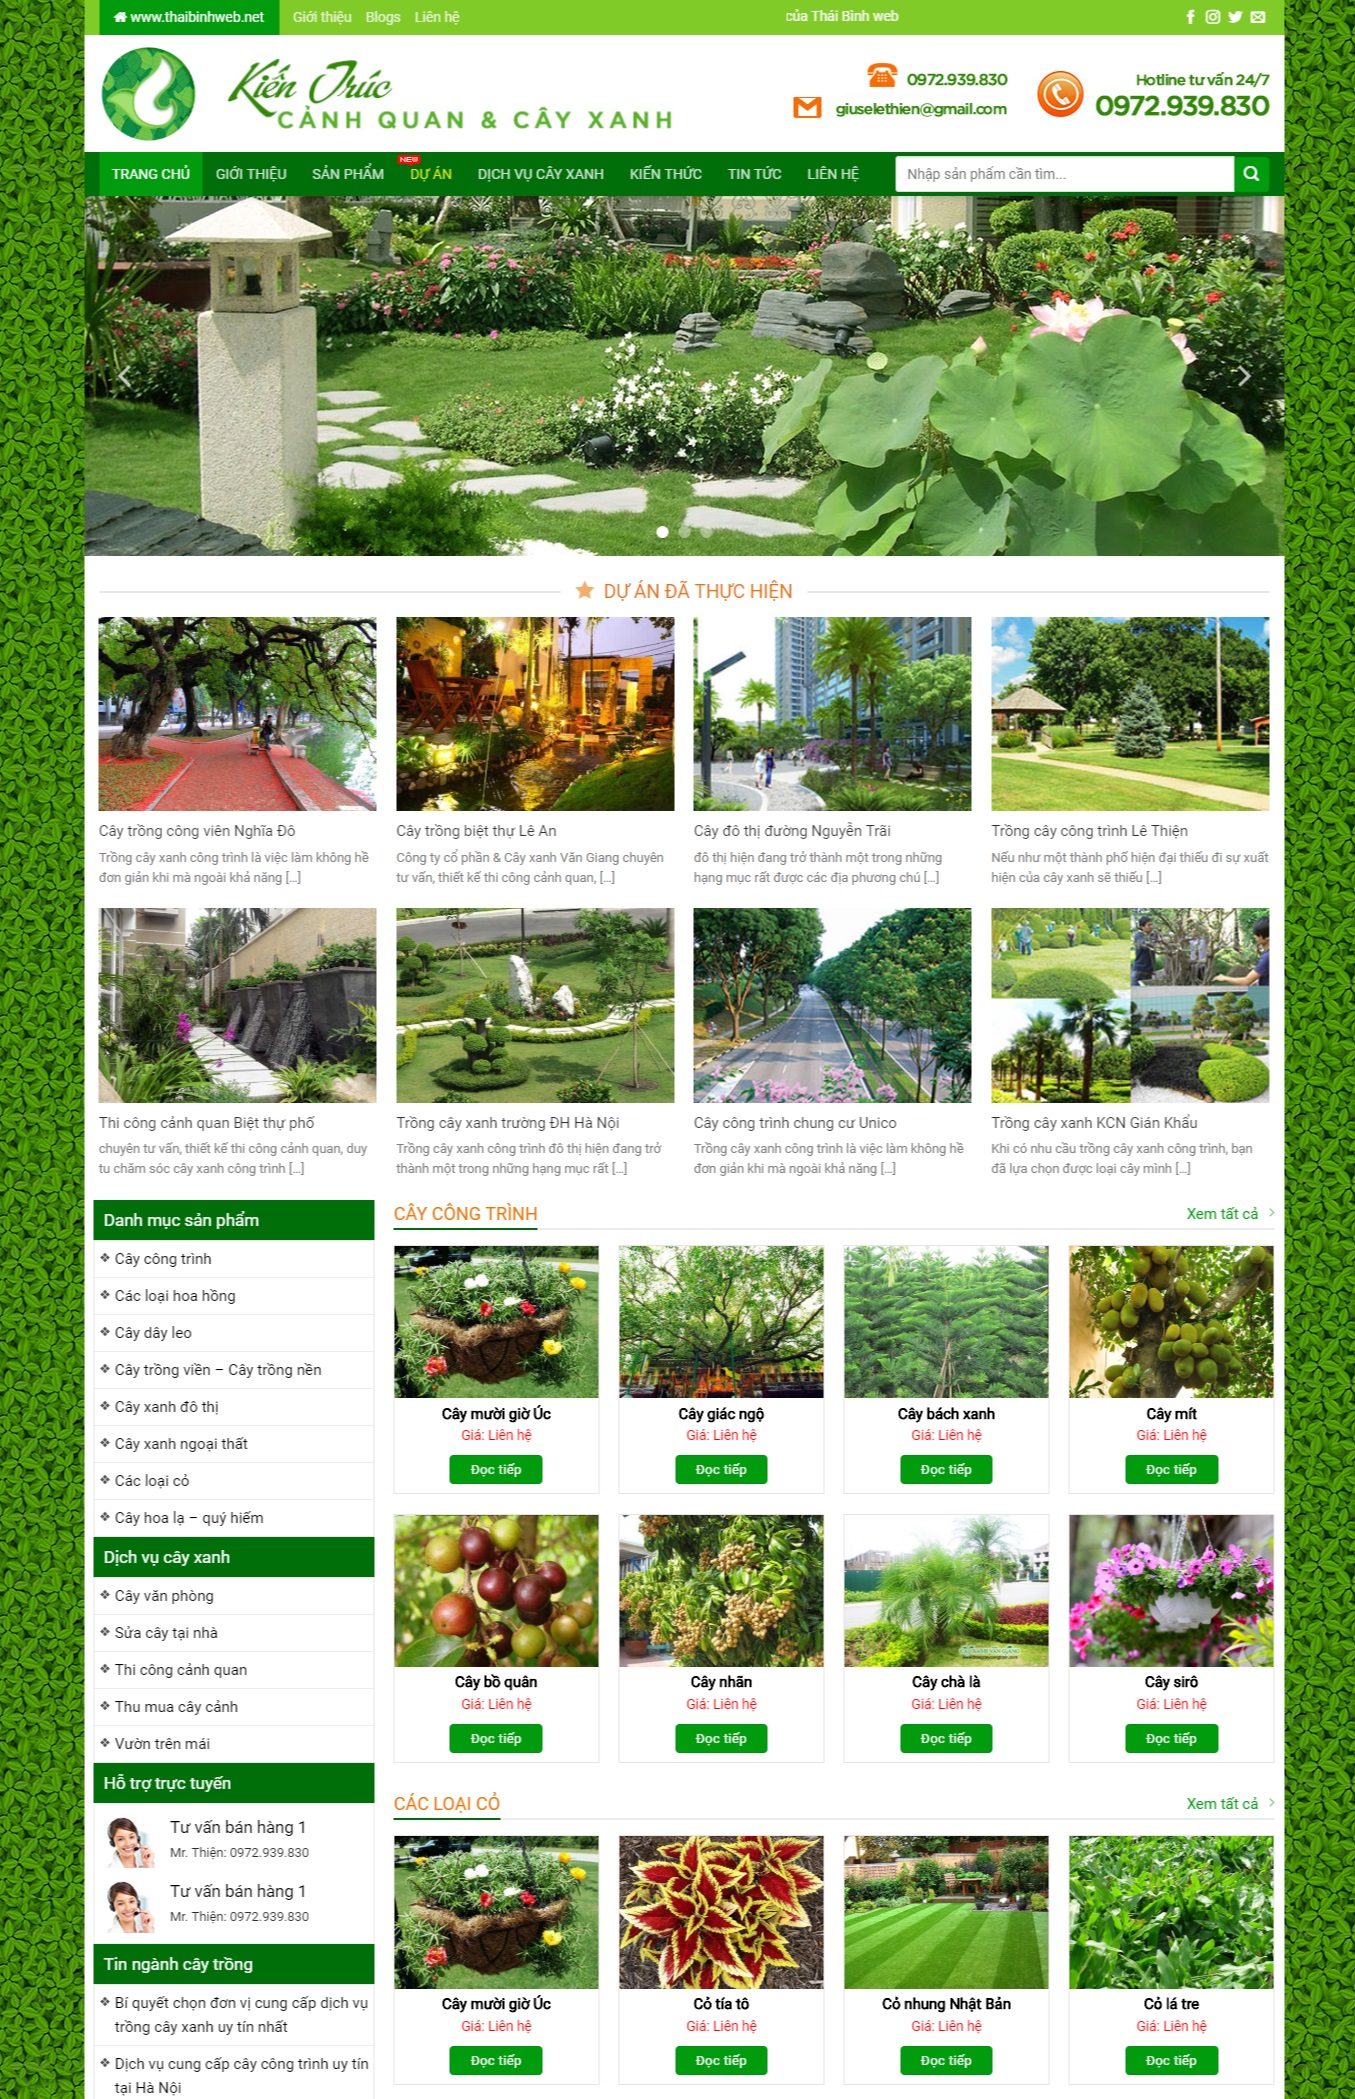 www.thaibinhweb.net Giới thiệu Blogs Liên hệ của Thái Bình web
Kiến Trúc
CẢNH QUAN & CÂY XANH
0972.939.830
giuselethien@gmail.com
Hotline tư vấn 24/7
0972.939.830
TRANG CHỦ GIỚI THIỆU SẢN PHẨM NEW DỰ ÁN DỊCH VỤ CÂY XANH KIẾN THỨC TIN TỨC LIÊN HỆ Nhập sản phẩm cần tìm...
DỰ ÁN ĐÃ THỰC HIỆN
Cây trồng công viên Nghĩa Đô
Trồng cây xanh công trình là việc làm không hề
đơn giản khi mà ngoài khả năng [...]
Cây trồng biệt thự Lê An
Công ty cổ phần & Cây xanh Văn Giang chuyên
tư vấn, thiết kế thi công cảnh quan, [...]
Cây đô thị đường Nguyễn Trãi
đô thị hiện đang trở thành một trong những
hạng mục rất được các địa phương chú [...]
Trồng cây công trình Lê Thiện
Nếu như một thành phố hiện đại thiếu đi sự xuất
hiện của cây xanh sẽ thiếu [...]
Thi công cảnh quan Biệt thự phố
chuyên tư vấn, thiết kế thi công cảnh quan, duy
tu chăm sóc cây xanh công trình [...]
Trồng cây xanh trường ĐH Hà Nội
Trồng cây xanh công trình đô thị hiện đang trở
thành một trong những hạng mục rất [...]
Cây công trình chung cư Unico
Trồng cây xanh công trình là việc làm không hề
đơn giản khi mà ngoài khả năng [...]
Trồng cây xanh KCN Gián Khẩu
Khi có nhu cầu trồng cây xanh công trình, bạn
đã lựa chọn được loại cây mình [...]
Danh mục sản phẩm
Cây công trình
Các loại hoa hồng
Cây dây leo
Cây trồng viền – Cây trồng nền
Cây xanh đô thị
Cây xanh ngoại thất
Các loại cỏ
Cây hoa lạ – quý hiếm
Dịch vụ cây xanh
Cây văn phòng
Sửa cây tại nhà
Thi công cảnh quan
Thu mua cây cảnh
Vườn trên mái
Hỗ trợ trực tuyến
Tư vấn bán hàng 1
Mr. Thiện: 0972.939.830
Tư vấn bán hàng 1
Mr. Thiện: 0972.939.830
Tin ngành cây trồng
Bí quyết chọn đơn vị cung cấp dịch vụ
trồng cây xanh uy tín nhất
Dịch vụ cung cấp cây công trình uy tín
tại Hà Nội
CÂY CÔNG TRÌNH Xem tất cả
Cây mười giờ Úc
Giá: Liên hệ
Đọc tiếp
Cây giác ngộ
Giá: Liên hệ
Đọc tiếp
Cây bách xanh
Giá: Liên hệ
Đọc tiếp
Cây mít
Giá: Liên hệ
Đọc tiếp
Cây bồ quân
Giá: Liên hệ
Đọc tiếp
Cây nhãn
Giá: Liên hệ
Đọc tiếp
Cây chà là
Giá: Liên hệ
Đọc tiếp
Cây sirô
Giá: Liên hệ
Đọc tiếp
CÁC LOẠI CỎ Xem tất cả
Cây mười giờ Úc
Giá: Liên hệ
Đọc tiếp
Cỏ tía tô
Giá: Liên hệ
Đọc tiếp
Cỏ nhung Nhật Bản
Giá: Liên hệ
Đọc tiếp
Cỏ lá tre
Giá: Liên hệ
Đọc tiếp